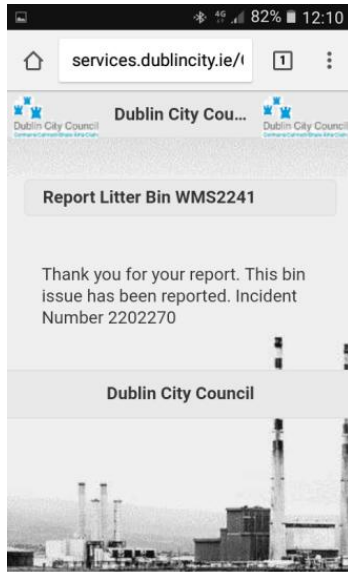 4G 82% 12:10
services.dublincity.ie/(
1
Dublin City Council
Dublin City Cou...
Dublin City Council
Report Litter Bin WMS2241
Thank you for your report. This bin
issue has been reported. Incident
Number 2202270
Dublin City Council